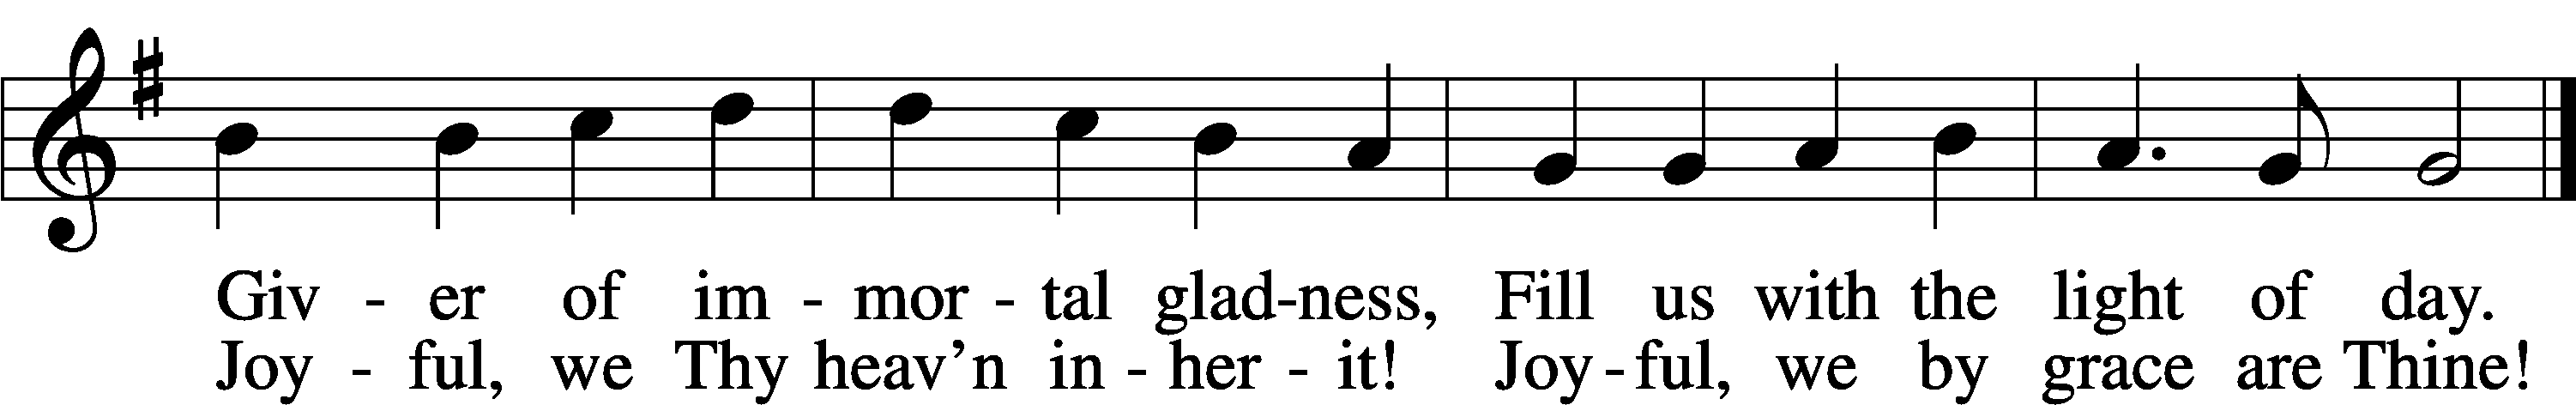 Giv - er of im - mor - tal glad-ness, Fill us with the light of day.
Joy - ful, we Thy heav’n in - her - it! Joy - ful, we by grace are Thine!